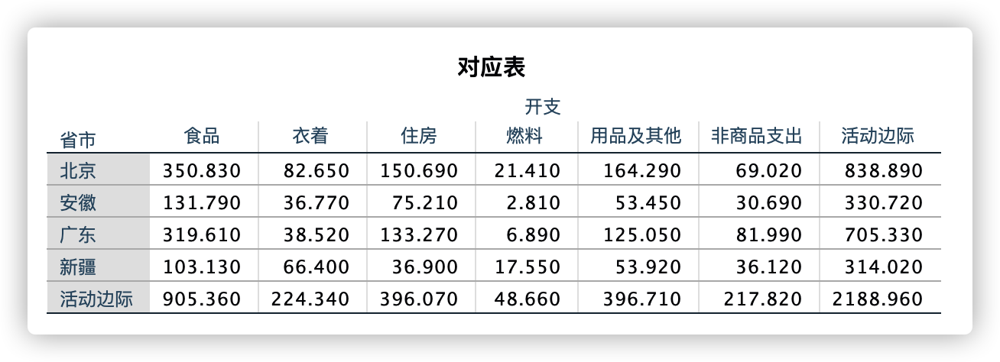 对应表
开支
省市 食品 衣着 住房 燃料 用品及其他 非商品支出 活动边际
北京 350.830 82.650 150.690 21.410 164.290 69.020 838.890
安徽 131.790 36.770 75.210 2.810 53.450 30.690 330.720
广东 319.610 38.520 133.270 6.890 125.050 81.990 705.330
新疆 103.130 66.400 36.900 17.550 53.920 36.120 314.020
活动边际 905.360 224.340 396.070 48.660 396.710 217.820 2188.960